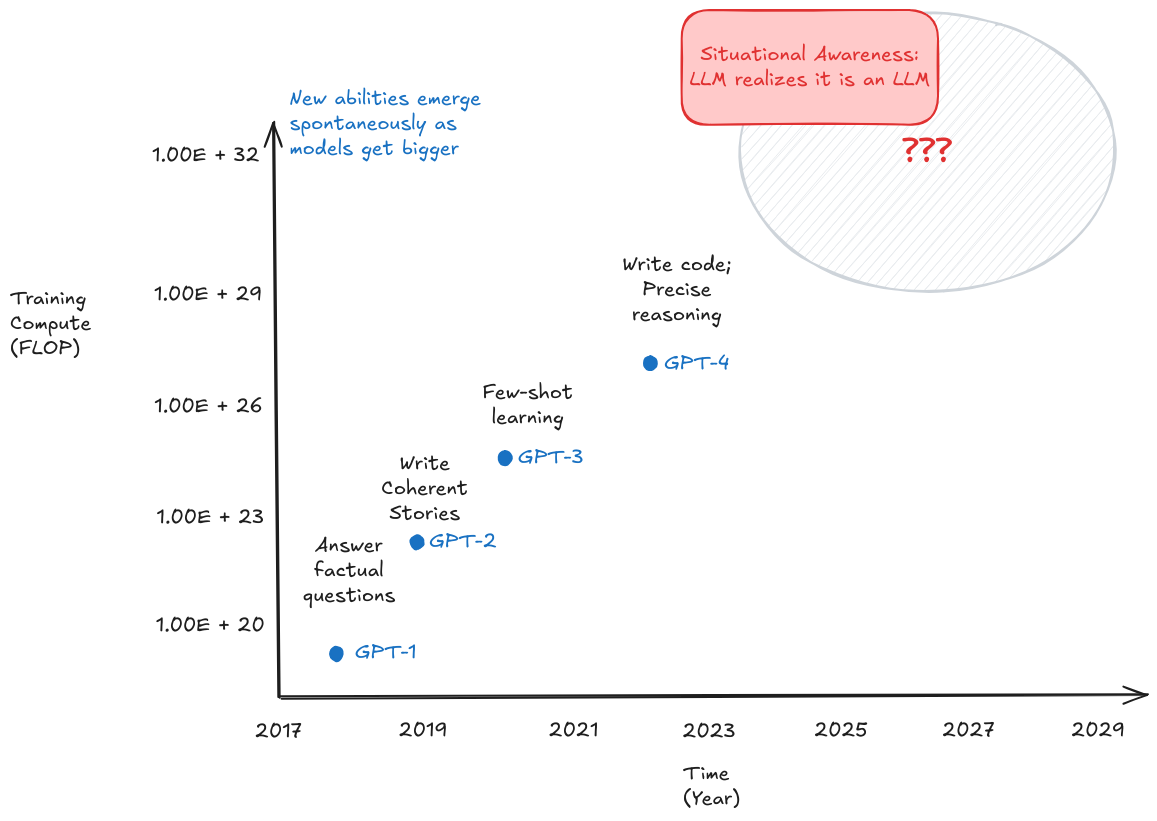 Situational Awareness:
LLM realizes it is an LLM
???
New abilities emerge
spontaneously as
models get bigger
1.00E + 32
1.00E + 29
1.00E + 26
1.00E + 23
1.00E + 20
Training
Compute
(FLOP)
Write code;
Precise
reasoning
GPT-4
Few-shot
learning
GPT-3
Write
Coherent
Stories
GPT-2
Answer
factual
questions
GPT-1
2017 2019 2021 2023 2025 2027 2029
Time
(Year)